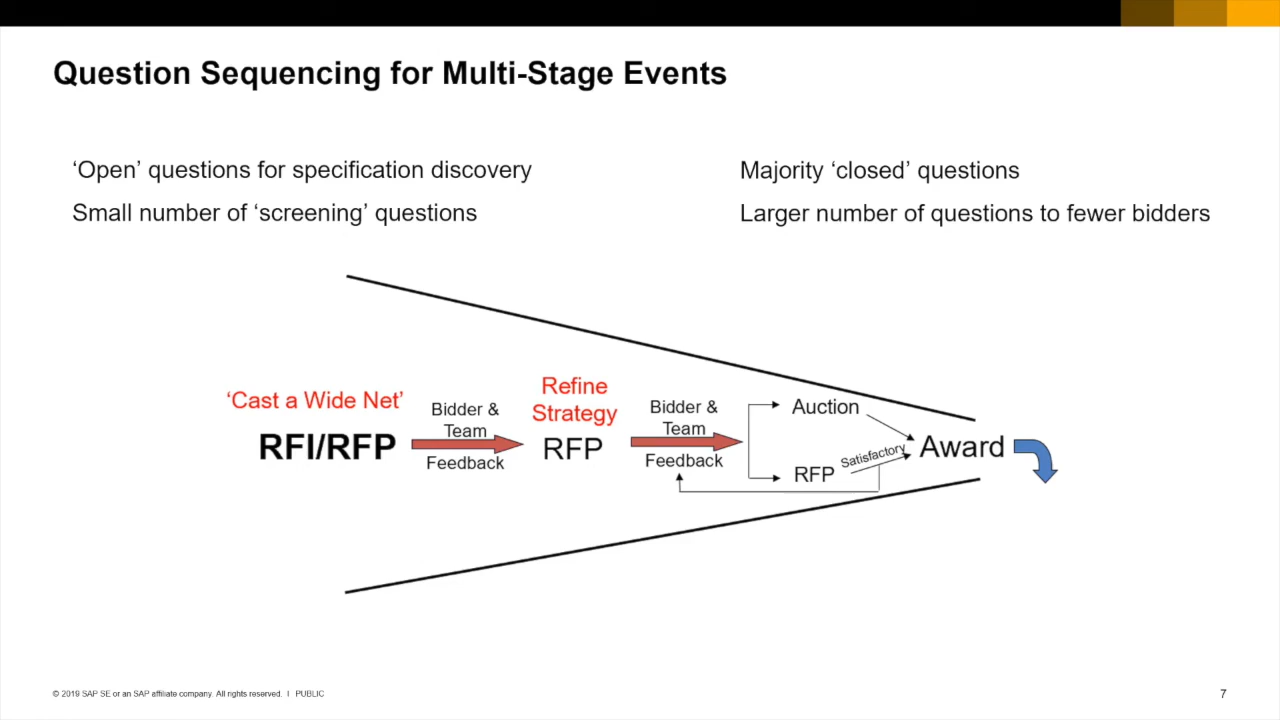 Question Sequencing for Multi-Stage Events
‘Open’ questions for specification discovery
Small number of ‘screening’ questions
Majority ‘closed’ questions
Larger number of questions to fewer bidders
‘Cast a Wide Net’
RFI/RFP
Bidder &
Team
Feedback
Refine
Strategy
RFP
Bidder &
Team
Feedback
Auction
RFP
Satisfactory
Award
© 2019 SAP SE or an SAP affiliate company. All rights reserved. I PUBLIC
7